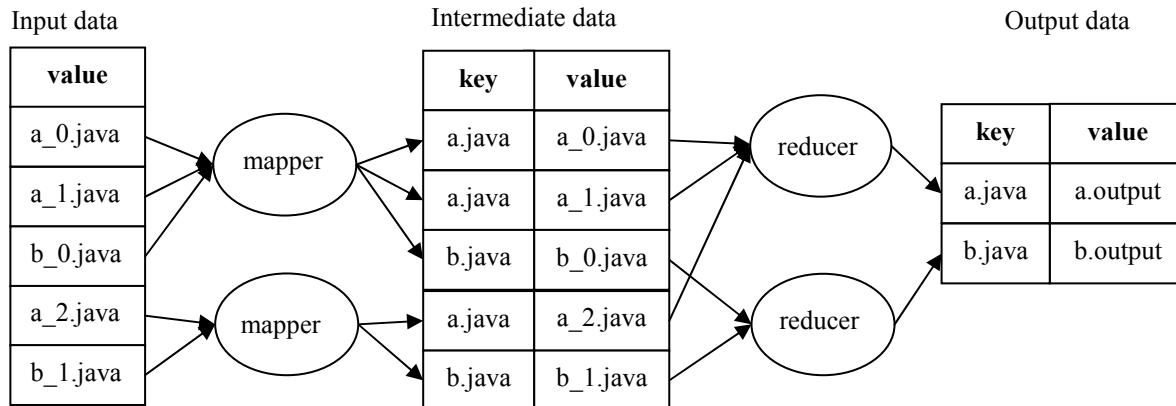 Input data
Intermediate data
Output data
value
a_0.java
a_1.java
b_0.java
a_2.java
b_1.java
mapper
mapper
key value
a.java a_0.java
a.java a_1.java
b.java b_0.java
a.java a_2.java
b.java b_1.java
reducer
reducer
key value
a.java a.output
b.java b.output